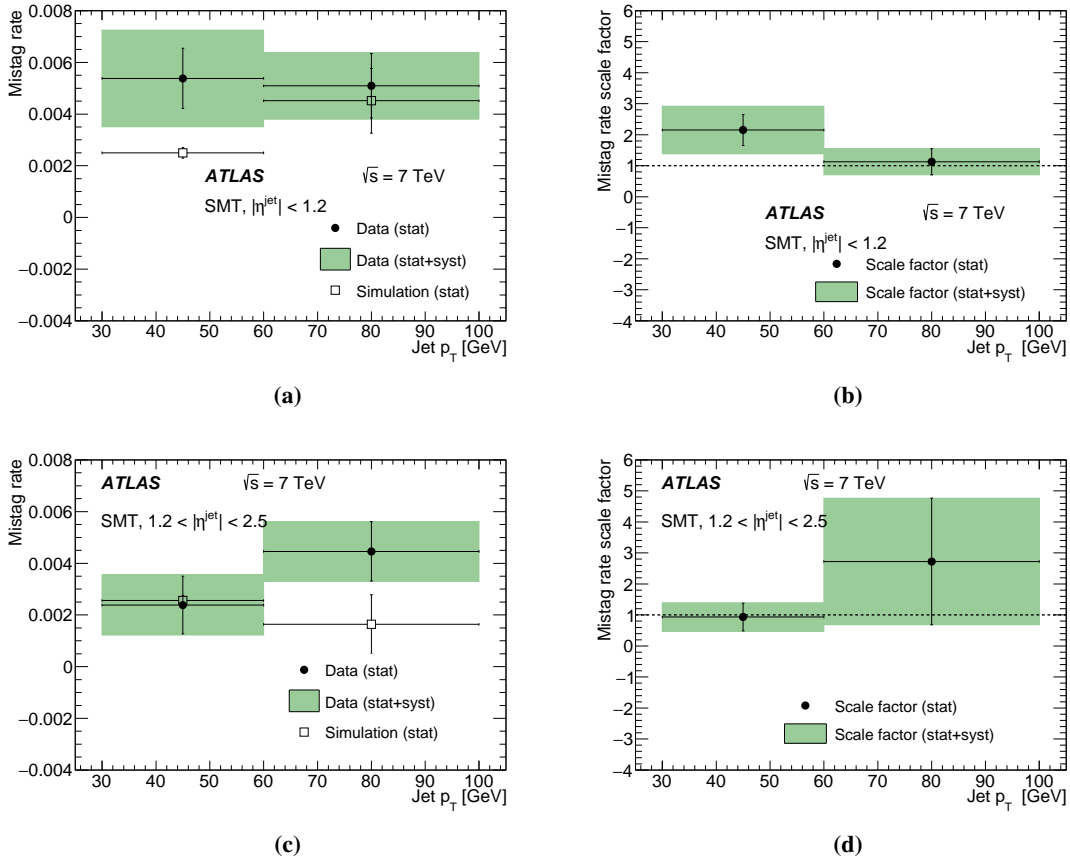 Mistag rate
0.008
0.006
0.004
0.002
0
−0.002
−0.004
ATLAS
√s = 7 TeV
SMT, |η^jet| < 1.2
Data (stat)
Data (stat+syst)
Simulation (stat)
30 40 50 60 70 80 90 100
Jet p_T [GeV]
(a)
Mistag rate scale factor
6
5
4
3
2
1
0
−1
−2
−3
−4
ATLAS
√s = 7 TeV
SMT, |η^jet| < 1.2
Scale factor (stat)
Scale factor (stat+syst)
30 40 50 60 70 80 90 100
Jet p_T [GeV]
(b)
Mistag rate
0.008
0.006
0.004
0.002
0
−0.002
−0.004
ATLAS
√s = 7 TeV
SMT, 1.2 < |η^jet| < 2.5
Data (stat)
Data (stat+syst)
Simulation (stat)
30 40 50 60 70 80 90 100
Jet p_T [GeV]
(c)
Mistag rate scale factor
6
5
4
3
2
1
0
−1
−2
−3
−4
ATLAS
√s = 7 TeV
SMT, 1.2 < |η^jet| < 2.5
Scale factor (stat)
Scale factor (stat+syst)
30 40 50 60 70 80 90 100
Jet p_T [GeV]
(d)